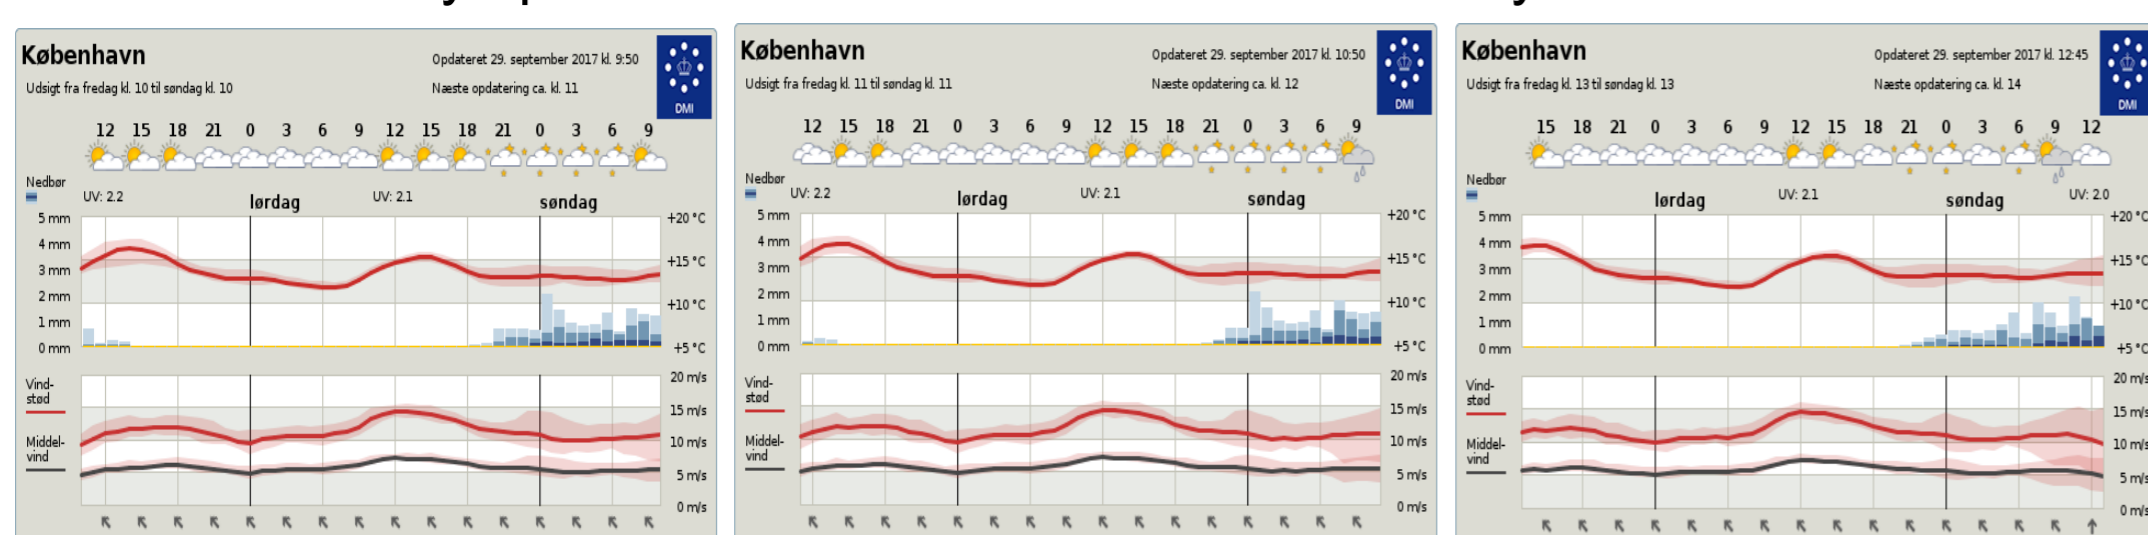 København
Opdateret 29. september 2017 kl. 9:50
Udsigt fra fredag kl. 10 til søndag kl. 10
Næste opdatering ca. kl. 11
DMI
12 15 18 21 0 3 6 9 12 15 18 21 0 3 6 9
Nedbør
UV: 2.2
lørdag
UV: 2.1
søndag
5 mm
4 mm
3 mm
2 mm
1 mm
0 mm
+20 °C
+15 °C
+10 °C
+5 °C
Vind-
stød
Middel-
vind
20 m/s
15 m/s
10 m/s
5 m/s
0 m/s
København
Opdateret 29. september 2017 kl. 10:50
Udsigt fra fredag kl. 11 til søndag kl. 11
Næste opdatering ca. kl. 12
DMI
12 15 18 21 0 3 6 9 12 15 18 21 0 3 6 9
Nedbør
UV: 2.2
lørdag
UV: 2.1
søndag
5 mm
4 mm
3 mm
2 mm
1 mm
0 mm
+20 °C
+15 °C
+10 °C
+5 °C
Vind-
stød
Middel-
vind
20 m/s
15 m/s
10 m/s
5 m/s
0 m/s
København
Opdateret 29. september 2017 kl. 12:45
Udsigt fra fredag kl. 13 til søndag kl. 13
Næste opdatering ca. kl. 14
DMI
15 18 21 0 3 6 9 12 15 18 21 0 3 6 9 12
Nedbør
lørdag
UV: 2.1
søndag
UV: 2.0
5 mm
4 mm
3 mm
2 mm
1 mm
0 mm
+20 °C
+15 °C
+10 °C
+5 °C
Vind-
stød
Middel-
vind
20 m/s
15 m/s
10 m/s
5 m/s
0 m/s